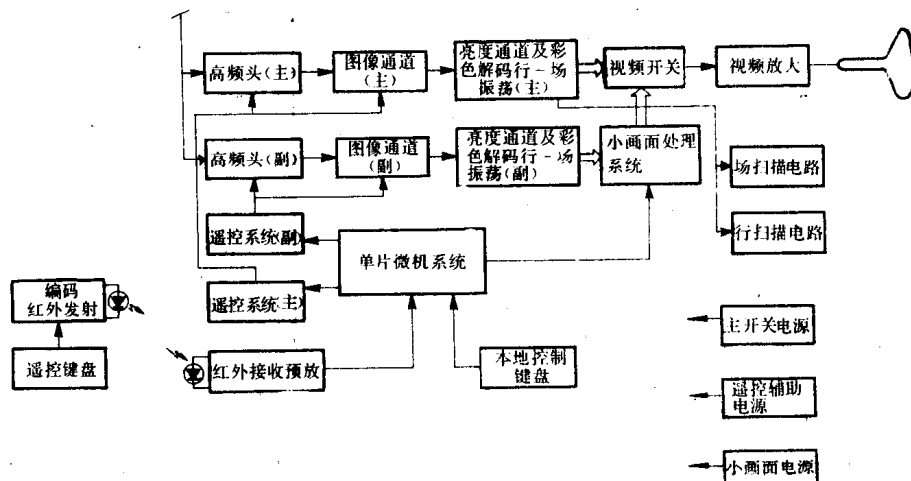 高频头(主)
图像通道
(主)
亮度通道及彩
色解码行-场
振荡(主)
视频开关
视频放大
高频头(副)
图像通道
(副)
亮度通道及彩
色解码行-场
振荡(副)
小画面处理
系统
场扫描电路
行扫描电路
遥控系统(副)
单片微机系统
遥控系统(主)
编码
红外发射
遥控键盘
红外接收预放
本地控制
键盘
主开关电源
遥控辅助
电源
小画面电源